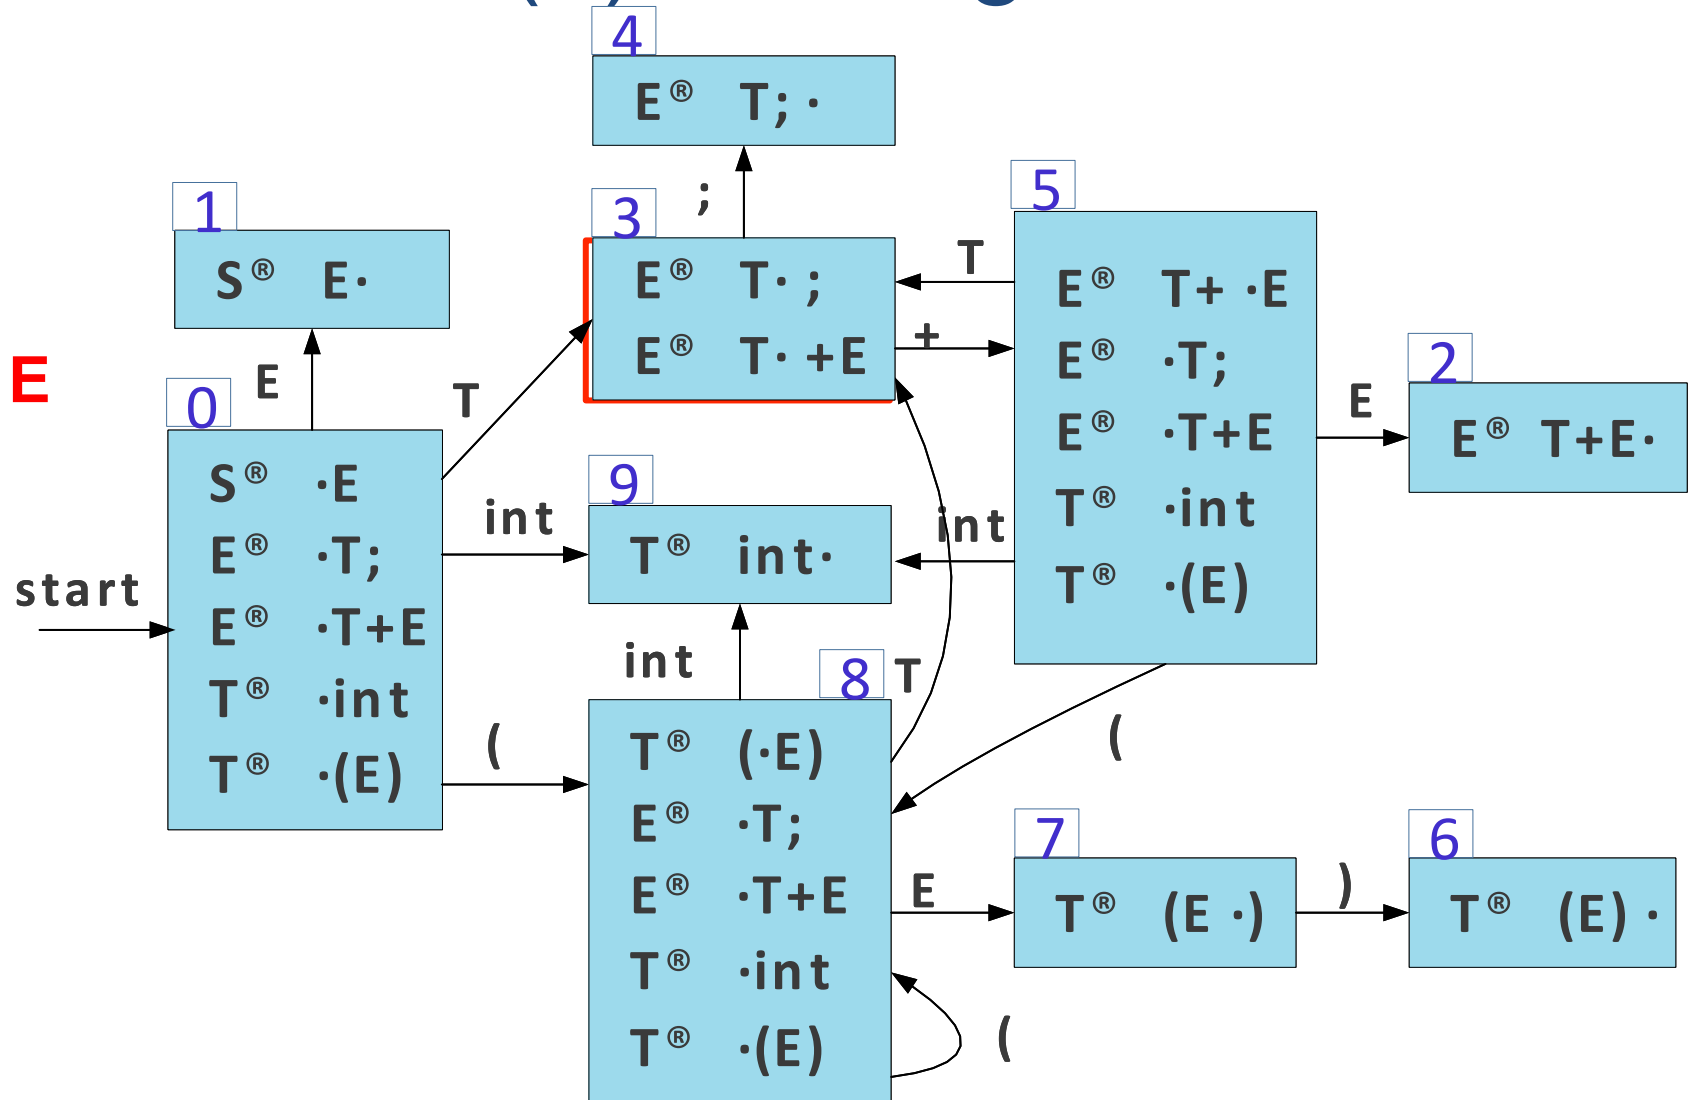 4
E® T;·
1
S® E·
;
3
E® T·;
E® T·+E
T
+
5
E® T+ ·E
E® ·T;
E® ·T+E
T® ·int
T® ·(E)
E
2
E® T+E·
E
E
T
0
S® ·E
E® ·T;
E® ·T+E
T® ·int
T® ·(E)
start
int
9
T® int·
int
int
(
8
T
T® (·E)
E® ·T;
E® ·T+E
T® ·int
T® ·(E)
(
E
7
T® (E ·)
)
6
T® (E) ·
(